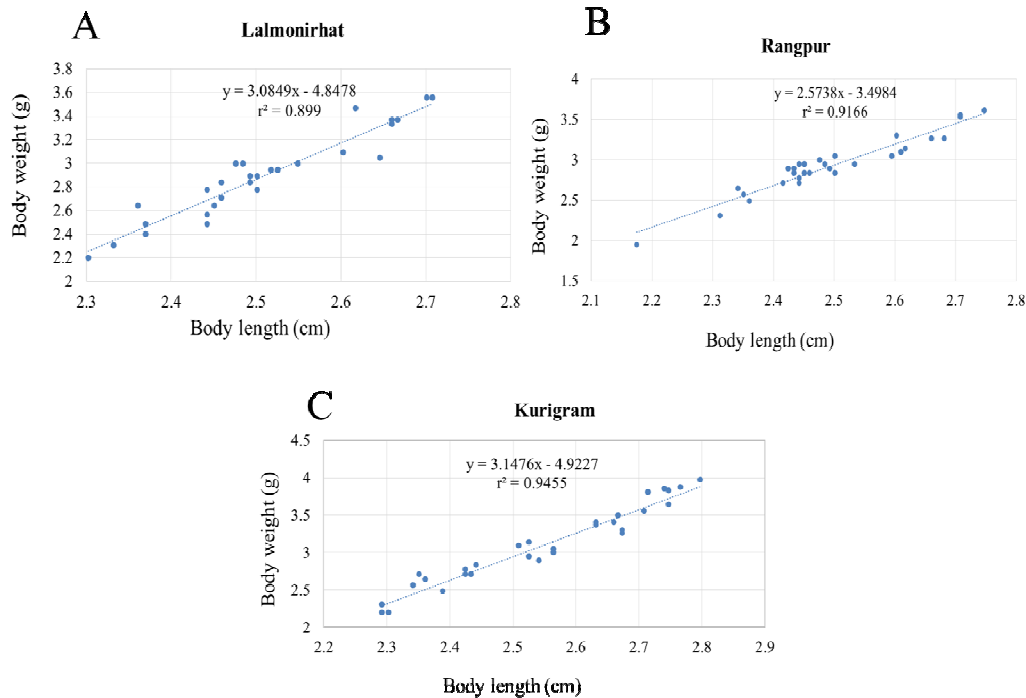 A
Lalmonirhat
Body weight (g)
3.8
3.6
3.4
3.2
3
2.8
2.6
2.4
2.2
2
y = 3.0849x - 4.8478
r² = 0.899
2.3 2.4 2.5 2.6 2.7 2.8
Body length (cm)
B
Rangpur
Body weight (g)
4
3.5
3
2.5
2
1.5
y = 2.5738x - 3.4984
r² = 0.9166
2.1 2.2 2.3 2.4 2.5 2.6 2.7 2.8
Body length (cm)
C
Kurigram
Body weight (g)
4.5
4
3.5
3
2.5
2
y = 3.1476x - 4.9227
r² = 0.9455
2.2 2.3 2.4 2.5 2.6 2.7 2.8 2.9
Body length (cm)